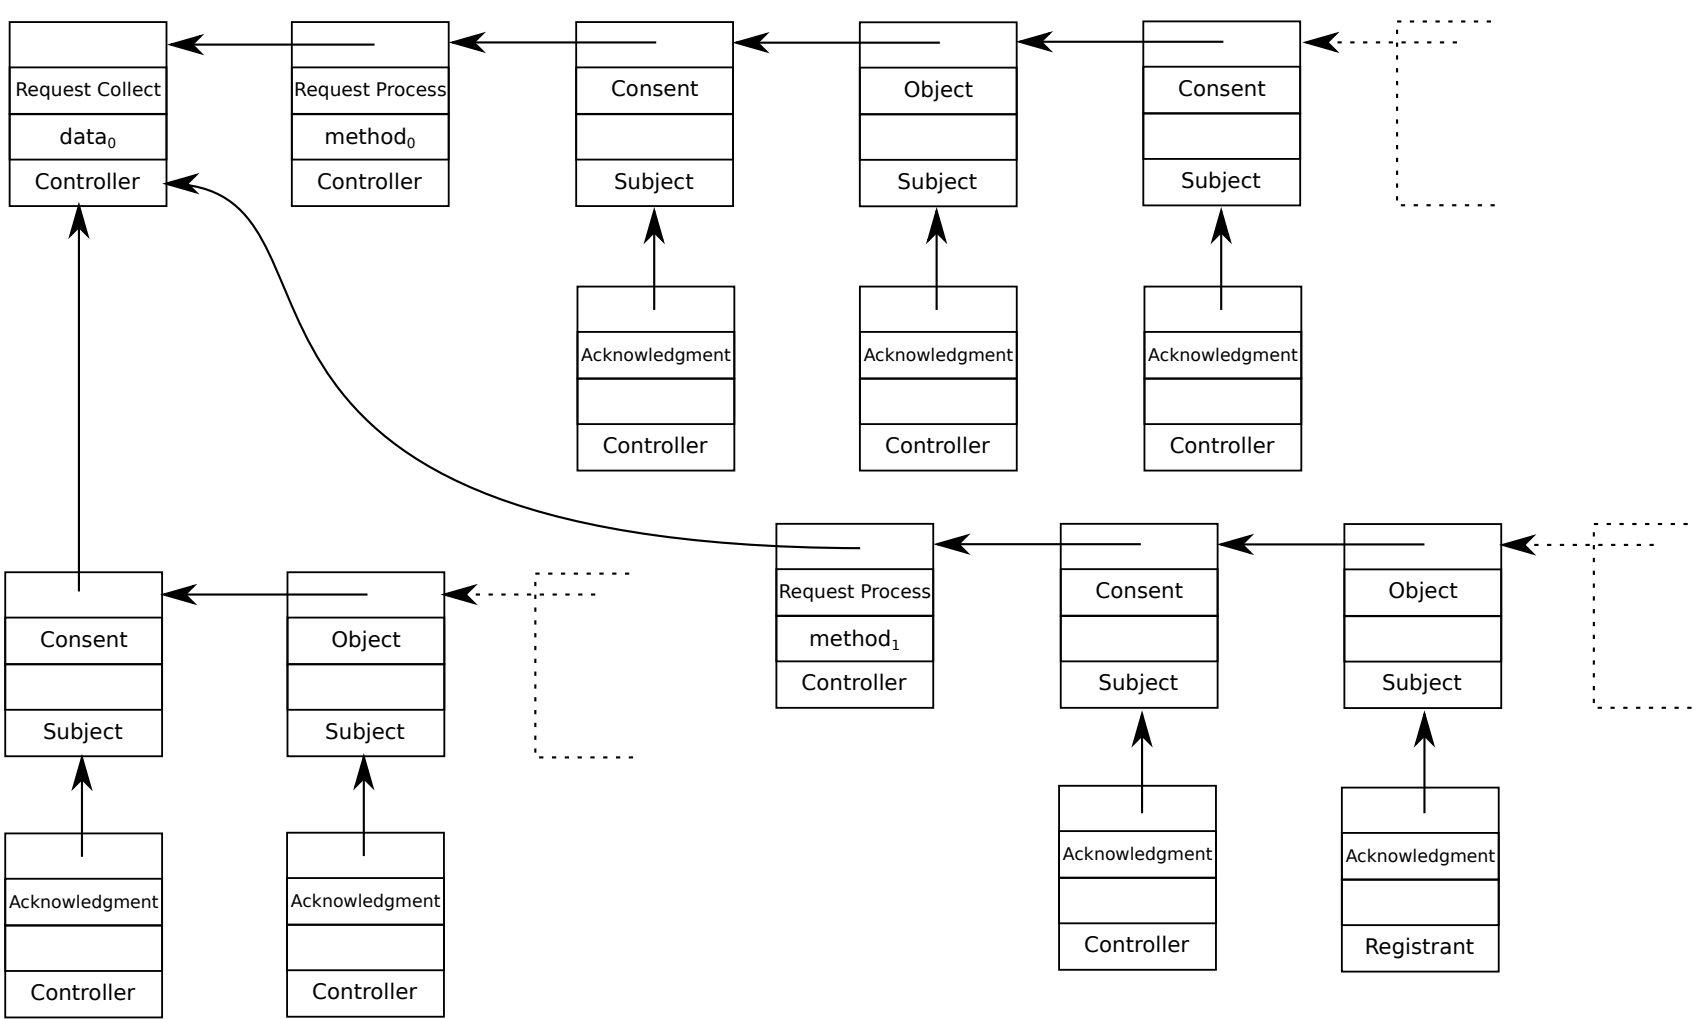 Request Collect
data₀
Controller
Request Process
method₀
Controller
Consent
Subject
Object
Subject
Consent
Subject
Acknowledgment
Controller
Acknowledgment
Controller
Acknowledgment
Controller
Request Process
method₁
Controller
Consent
Subject
Object
Subject
Consent
Subject
Object
Subject
Acknowledgment
Controller
Acknowledgment
Registrant
Acknowledgment
Controller
Acknowledgment
Controller